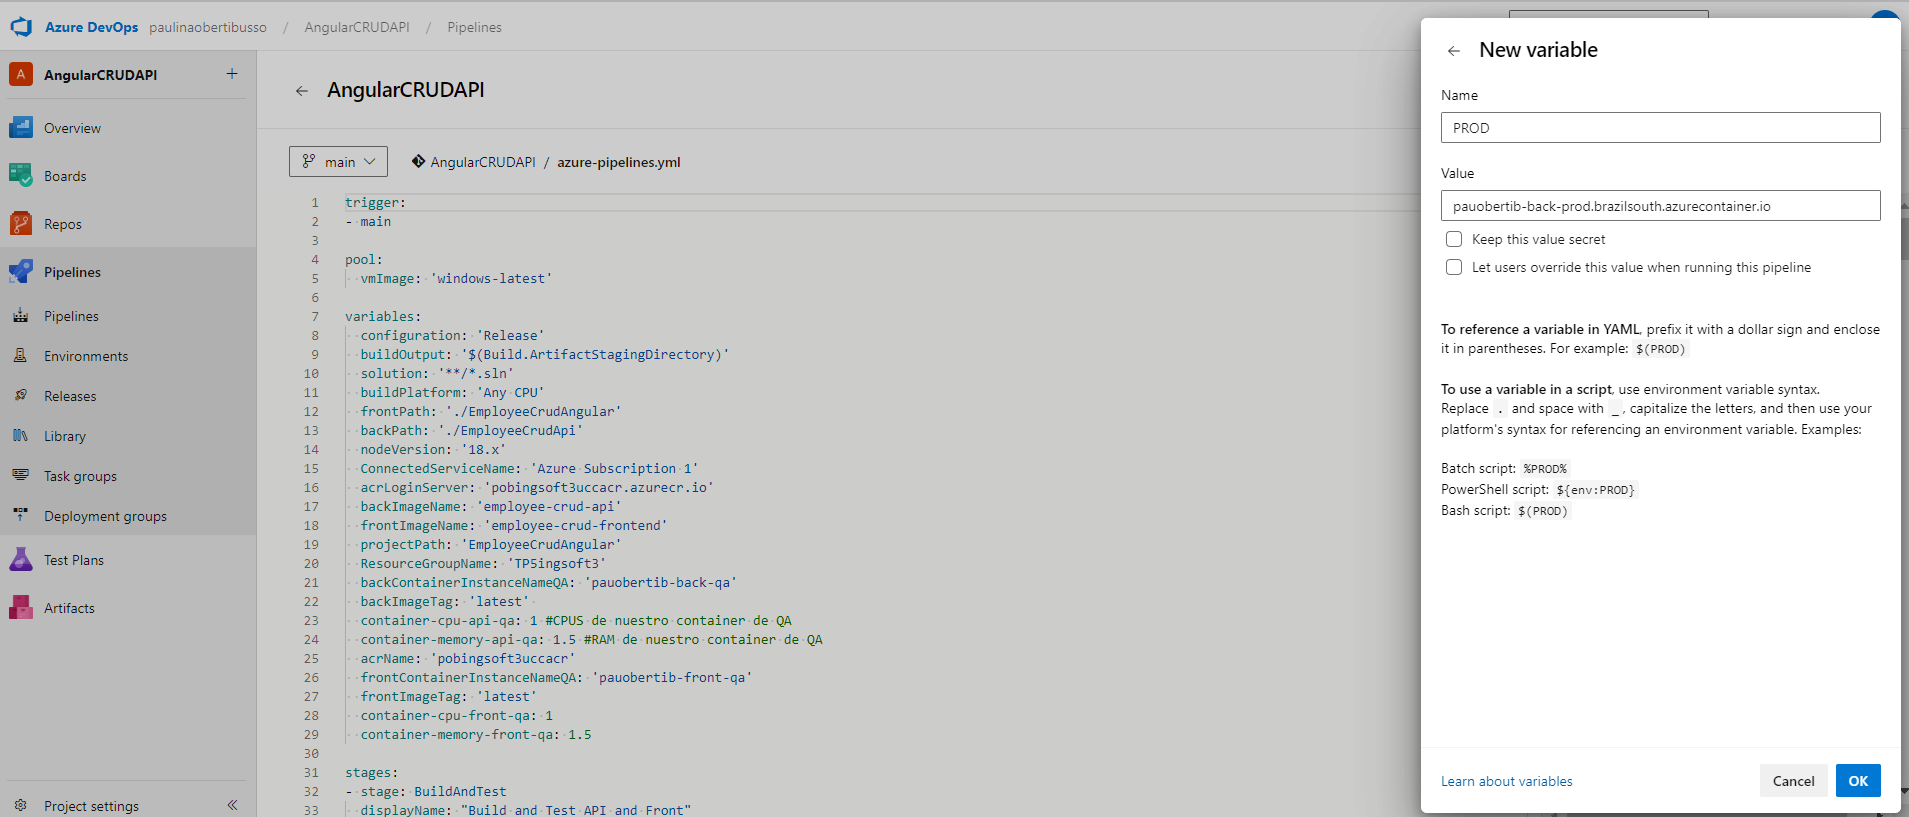 Azure DevOps paulinaobertibusso / AngularCRUDAPI / Pipelines
A AngularCRUDAPI +
Overview
Boards
Repos
Pipelines
Pipelines
Environments
Releases
Library
Task groups
Deployment groups
Test Plans
Artifacts
Project settings
AngularCRUDAPI
main AngularCRUDAPI / azure-pipelines.yml
1 trigger:
2 - main
3
4 pool:
5 vmImage: 'windows-latest'
6
7 variables:
8 configuration: 'Release'
9 buildOutput: '$(Build.ArtifactStagingDirectory)'
10 solution: '**/*.sln'
11 buildPlatform: 'Any CPU'
12 frontPath: './EmployeeCrudAngular'
13 backPath: './EmployeeCrudApi'
14 nodeVersion: '18.x'
15 ConnectedServiceName: 'Azure Subscription 1'
16 acrLoginServer: 'pobingsoft3uccacr.azurecr.io'
17 backImageName: 'employee-crud-api'
18 frontImageName: 'employee-crud-frontend'
19 projectPath: 'EmployeeCrudAngular'
20 ResourceGroupName: 'TP5ingsoft3'
21 backContainerInstanceNameQA: 'pauobertib-back-qa'
22 backImageTag: 'latest'
23 container-cpu-api-qa: 1 #CPUS de nuestro container de QA
24 container-memory-api-qa: 1.5 #RAM de nuestro container de QA
25 acrName: 'pobingsoft3uccacr'
26 frontContainerInstanceNameQA: 'pauobertib-front-qa'
27 frontImageTag: 'latest'
28 container-cpu-front-qa: 1
29 container-memory-front-qa: 1.5
30
31 stages:
32 - stage: BuildAndTest
33 displayName: "Build and Test API and Front"
New variable
Name
PROD
Value
pauobertib-back-prod.brazilsouth.azurecontainer.io
Keep this value secret
Let users override this value when running this pipeline
To reference a variable in YAML, prefix it with a dollar sign and enclose
it in parentheses. For example: $(PROD)
To use a variable in a script, use environment variable syntax.
Replace . and space with _, capitalize the letters, and then use your
platform's syntax for referencing an environment variable. Examples:
Batch script: %PROD%
PowerShell script: ${env:PROD}
Bash script: $(PROD)
Learn about variables Cancel OK